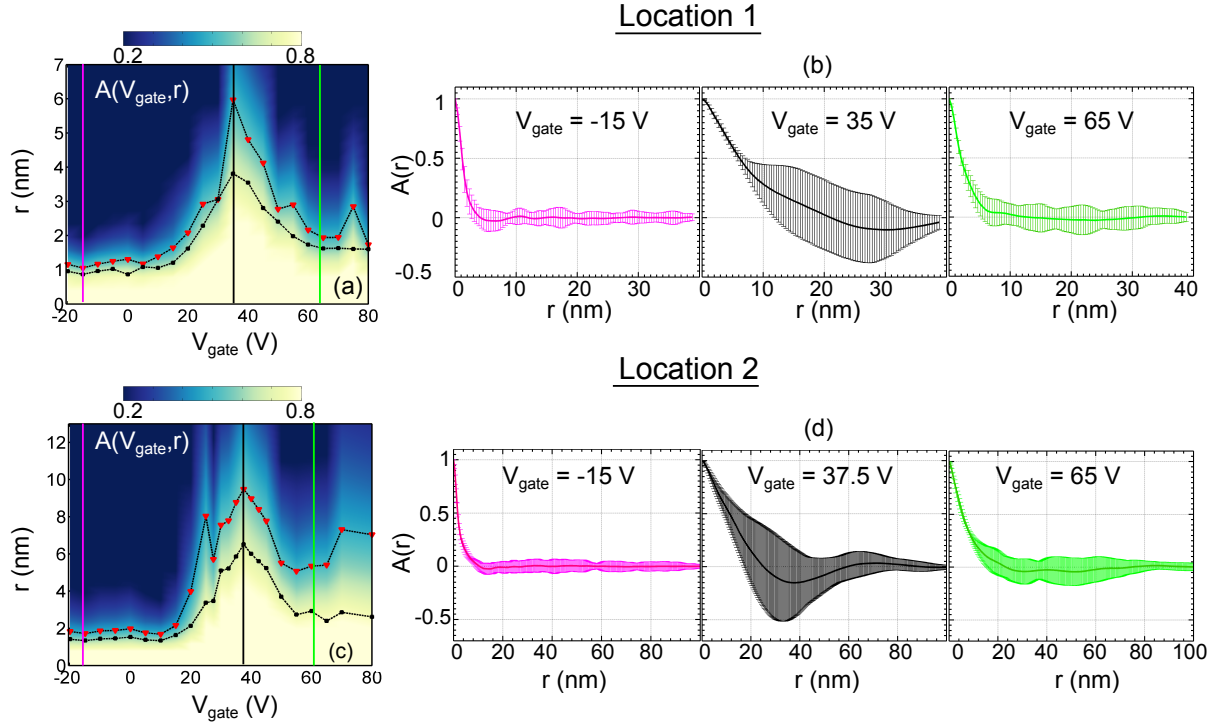 Location 1
0.2 0.8
A(V_gate,r)
7
6
5
4
3
2
1
0
r (nm)
(a)
-20 0 20 40 60 80
V_gate (V)
(b)
1
0.5
0
-0.5
A(r)
V_gate = -15 V
V_gate = 35 V
V_gate = 65 V
0 10 20 30
0 10 20 30
0 10 20 30 40
r (nm)
r (nm)
r (nm)
Location 2
0.2 0.8
A(V_gate,r)
12
10
8
6
4
2
0
r (nm)
(c)
-20 0 20 40 60 80
V_gate (V)
(d)
1
0.5
0
-0.5
A(r)
V_gate = -15 V
V_gate = 37.5 V
V_gate = 65 V
0 20 40 60 80
0 20 40 60 80
0 20 40 60 80 100
r (nm)
r (nm)
r (nm)